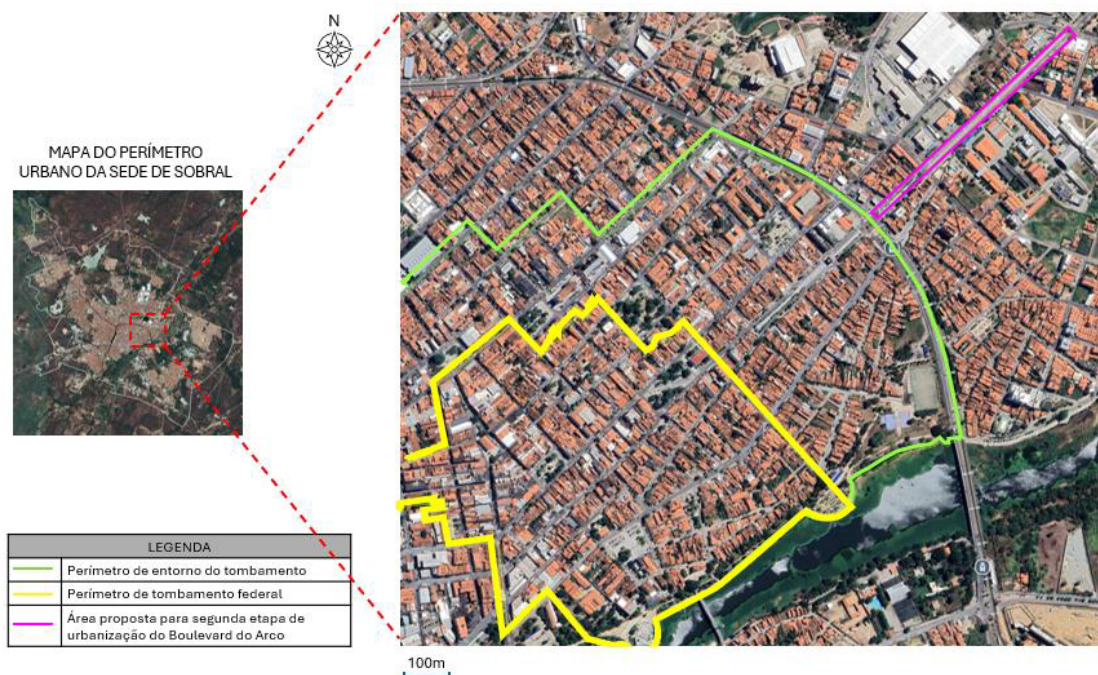 N
MAPA DO PERÍMETRO
URBANO DA SEDE DE SOBRAL
LEGENDA
Perímetro de entorno do tombamento
Perímetro de tombamento federal
Área proposta para segunda etapa de
urbanização do Boulevard do Arco
100m